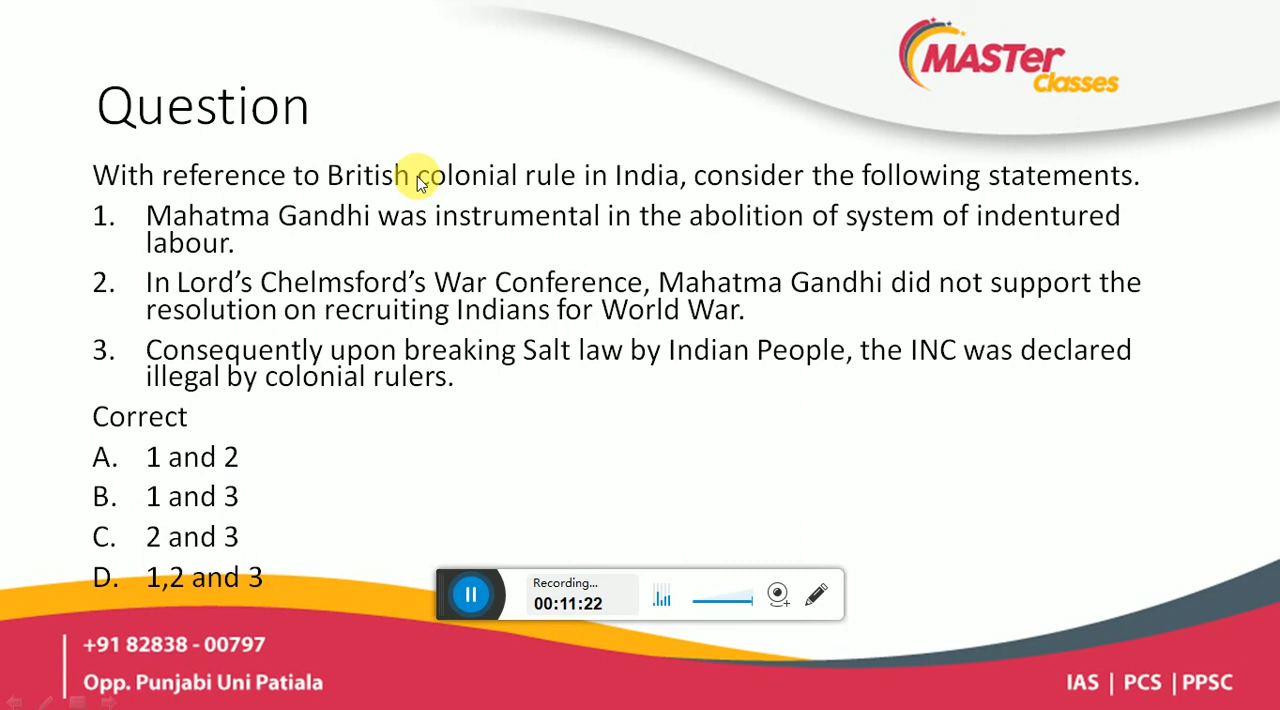 MASTer
Classes
Question
With reference to British colonial rule in India, consider the following statements.
1. Mahatma Gandhi was instrumental in the abolition of system of indentured
labour.
2. In Lord's Chelmsford's War Conference, Mahatma Gandhi did not support the
resolution on recruiting Indians for World War.
3. Consequently upon breaking Salt law by Indian People, the INC was declared
illegal by colonial rulers.
Correct
A. 1 and 2
B. 1 and 3
C. 2 and 3
D. 1,2 and 3
Recording...
00:11:22
+91 82838 - 00797
Opp. Punjabi Uni Patiala
IAS | PCS | PPSC